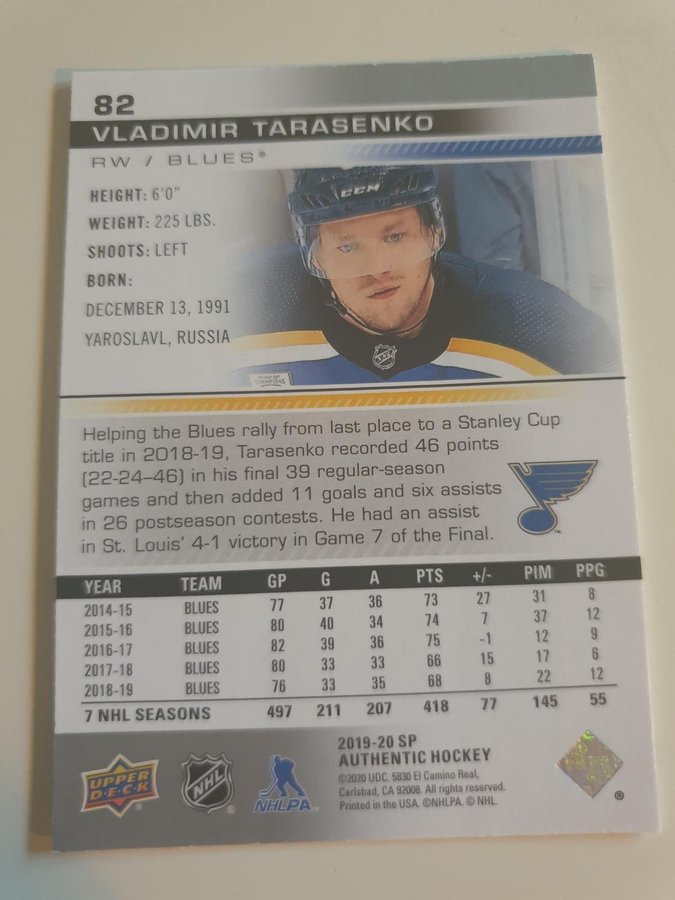 82
VLADIMIR TARASENKO
RW / BLUES®
HEIGHT: 6'0"
WEIGHT: 225 LBS.
SHOOTS: LEFT
BORN:
DECEMBER 13, 1991
YAROSLAVL, RUSSIA
CCM
NHL
CHAMPIONS
Helping the Blues rally from last place to a Stanley Cup
title in 2018-19, Tarasenko recorded 46 points
(22-24–46) in his final 39 regular-season
games and then added 11 goals and six assists
in 26 postseason contests. He had an assist
in St. Louis' 4-1 victory in Game 7 of the Final.
TM
YEAR TEAM GP G A PTS +/- PIM PPG
2014-15 BLUES 77 37 36 73 27 31 8
2015-16 BLUES 80 40 34 74 7 37 12
2016-17 BLUES 82 39 36 75 -1 12 9
2017-18 BLUES 80 33 33 66 15 17 6
2018-19 BLUES 76 33 35 68 8 22 12
7 NHL SEASONS 497 211 207 418 77 145 55
UPPER DECK
NHL®
NHLPA
2019-20 SP
AUTHENTIC HOCKEY
©2020 UDC. 5830 El Camino Real,
Carlsbad, CA 92008. All rights reserved.
Printed in the USA. ©NHLPA. © NHL.
®